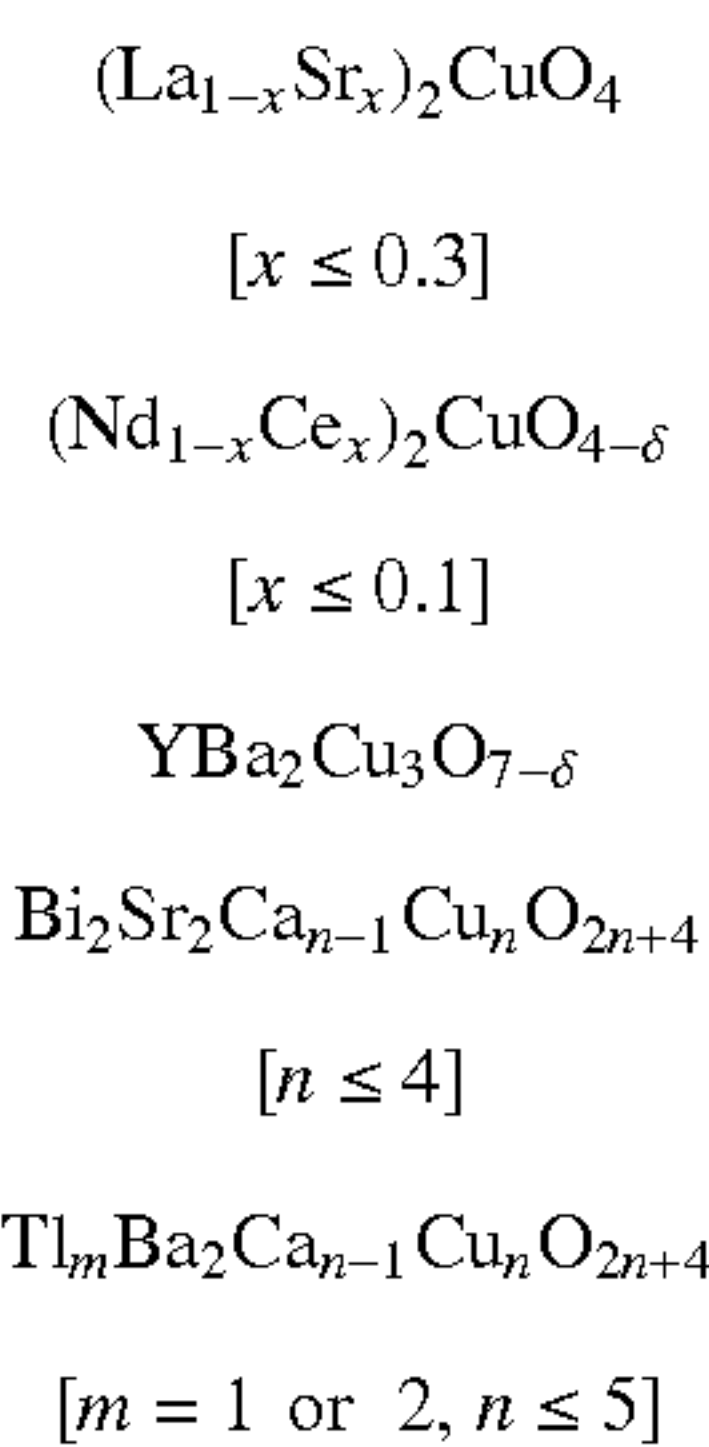 (La₁₋ₓSrₓ)₂CuO₄
[x ≤ 0.3]
(Nd₁₋ₓCeₓ)₂CuO₄₋δ
[x ≤ 0.1]
YBa₂Cu₃O₇₋δ
Bi₂Sr₂Caₙ₋₁CuₙO₂ₙ₊₄
[n ≤ 4]
TlₘBa₂Caₙ₋₁CuₙO₂ₙ₊₄
[m = 1 or 2, n ≤ 5]